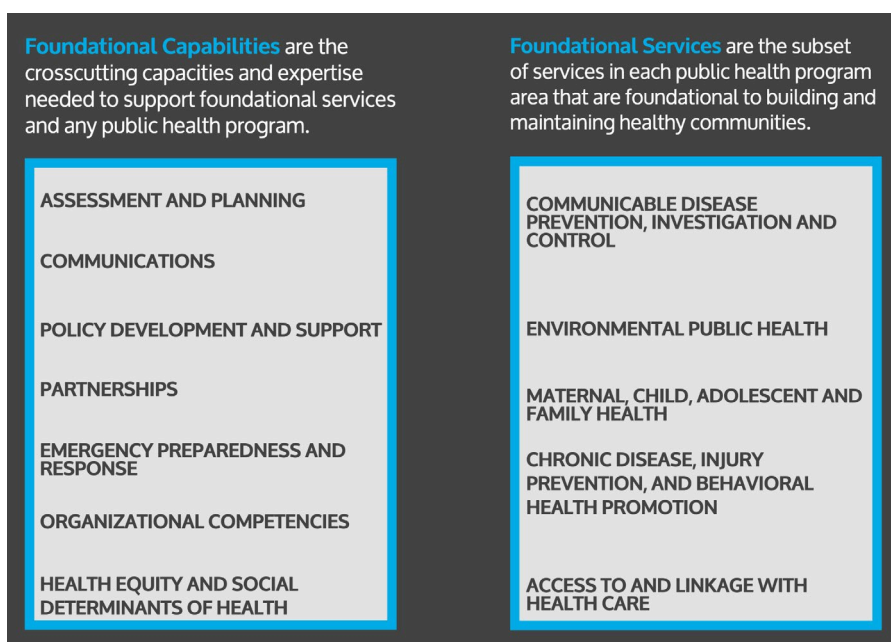 Foundational Capabilities are the
crosscutting capacities and expertise
needed to support foundational services
and any public health program.
ASSESSMENT AND PLANNING
COMMUNICATIONS
POLICY DEVELOPMENT AND SUPPORT
PARTNERSHIPS
EMERGENCY PREPAREDNESS AND
RESPONSE
ORGANIZATIONAL COMPETENCIES
HEALTH EQUITY AND SOCIAL
DETERMINANTS OF HEALTH
Foundational Services are the subset
of services in each public health program
area that are foundational to building and
maintaining healthy communities.
COMMUNICABLE DISEASE
PREVENTION, INVESTIGATION AND
CONTROL
ENVIRONMENTAL PUBLIC HEALTH
MATERNAL, CHILD, ADOLESCENT AND
FAMILY HEALTH
CHRONIC DISEASE, INJURY
PREVENTION, AND BEHAVIORAL
HEALTH PROMOTION
ACCESS TO AND LINKAGE WITH
HEALTH CARE